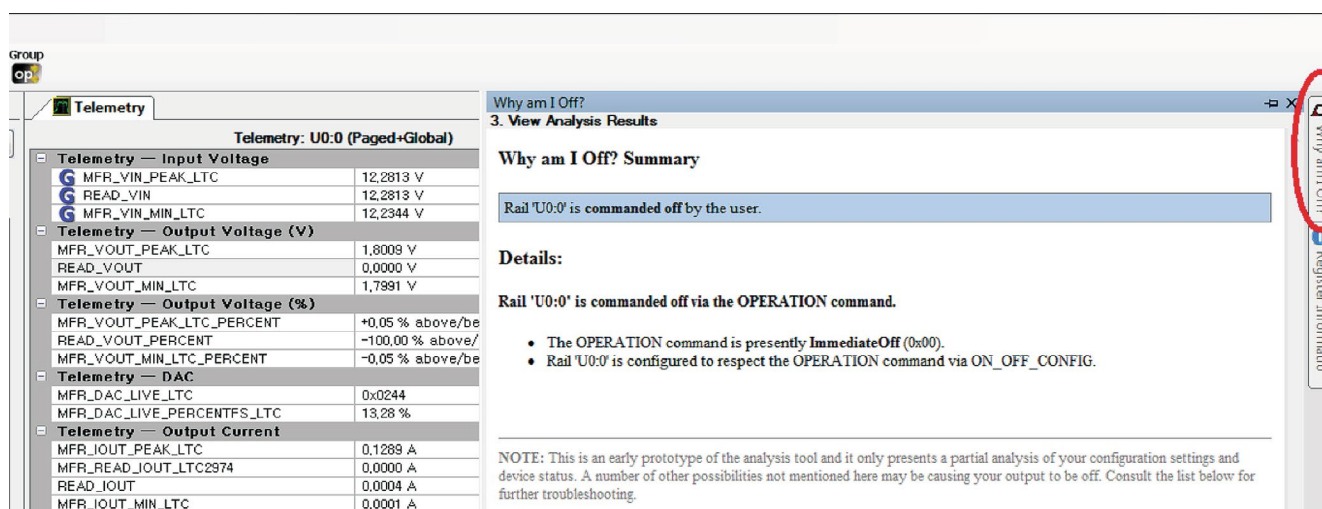 Group
op
Telemetry
Telemetry: U0:0 (Paged+Global)
Telemetry — Input Voltage
G MFR_VIN_PEAK_LTC 12,2813 V
G READ_VIN 12,2813 V
G MFR_VIN_MIN_LTC 12,2344 V
Telemetry — Output Voltage (V)
MFR_VOUT_PEAK_LTC 1,8009 V
READ_VOUT 0,0000 V
MFR_VOUT_MIN_LTC 1,7991 V
Telemetry — Output Voltage (%)
MFR_VOUT_PEAK_LTC_PERCENT +0,05 % above/be
READ_VOUT_PERCENT -100,00 % above/
MFR_VOUT_MIN_LTC_PERCENT -0,05 % above/be
Telemetry — DAC
MFR_DAC_LIVE_LTC 0x0244
MFR_DAC_LIVE_PERCENTFS_LTC 13,28 %
Telemetry — Output Current
MFR_IOUT_PEAK_LTC 0,1289 A
MFR_READ_IOUT_LTC2974 0,0000 A
READ_IOUT 0,0004 A
MFR_IOUT_MIN_LTC 0,0001 A
Why am I Off?
3. View Analysis Results
Why am I Off? Summary
Rail 'U0:0' is commanded off by the user.
Details:
Rail 'U0:0' is commanded off via the OPERATION command.
• The OPERATION command is presently ImmediateOff (0x00).
• Rail 'U0:0' is configured to respect the OPERATION command via ON_OFF_CONFIG.
NOTE: This is an early prototype of the analysis tool and it only presents a partial analysis of your configuration settings and
device status. A number of other possibilities not mentioned here may be causing your output to be off. Consult the list below for
further troubleshooting.
Why am I Off
Register